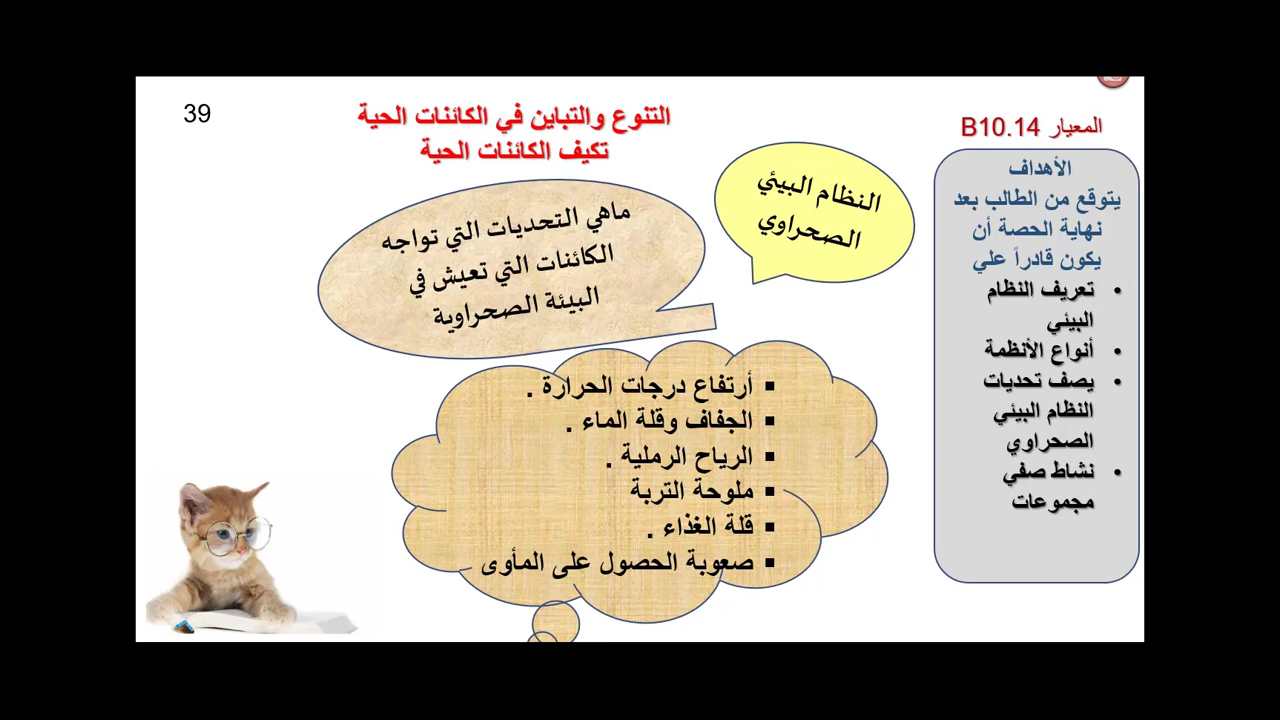 39
التنوع والتباين في الكائنات الحية
تكيف الكائنات الحية
المعيار B10.14
الأهداف
يتوقع من الطالب بعد
نهاية الحصة أن
يكون قادراً علي
• تعريف النظام
البيئي
• أنواع الأنظمة
• يصف تحديات
النظام البيئي
الصحراوي
• نشاط صفي
مجموعات
النظام البيئي
الصحراوي
ماهي التحديات التي تواجه
الكائنات التي تعيش في
البيئة الصحراوية
▪ أرتفاع درجات الحرارة .
▪ الجفاف وقلة الماء .
▪ الرياح الرملية .
▪ ملوحة التربة
▪ قلة الغذاء .
▪ صعوبة الحصول على المأوى